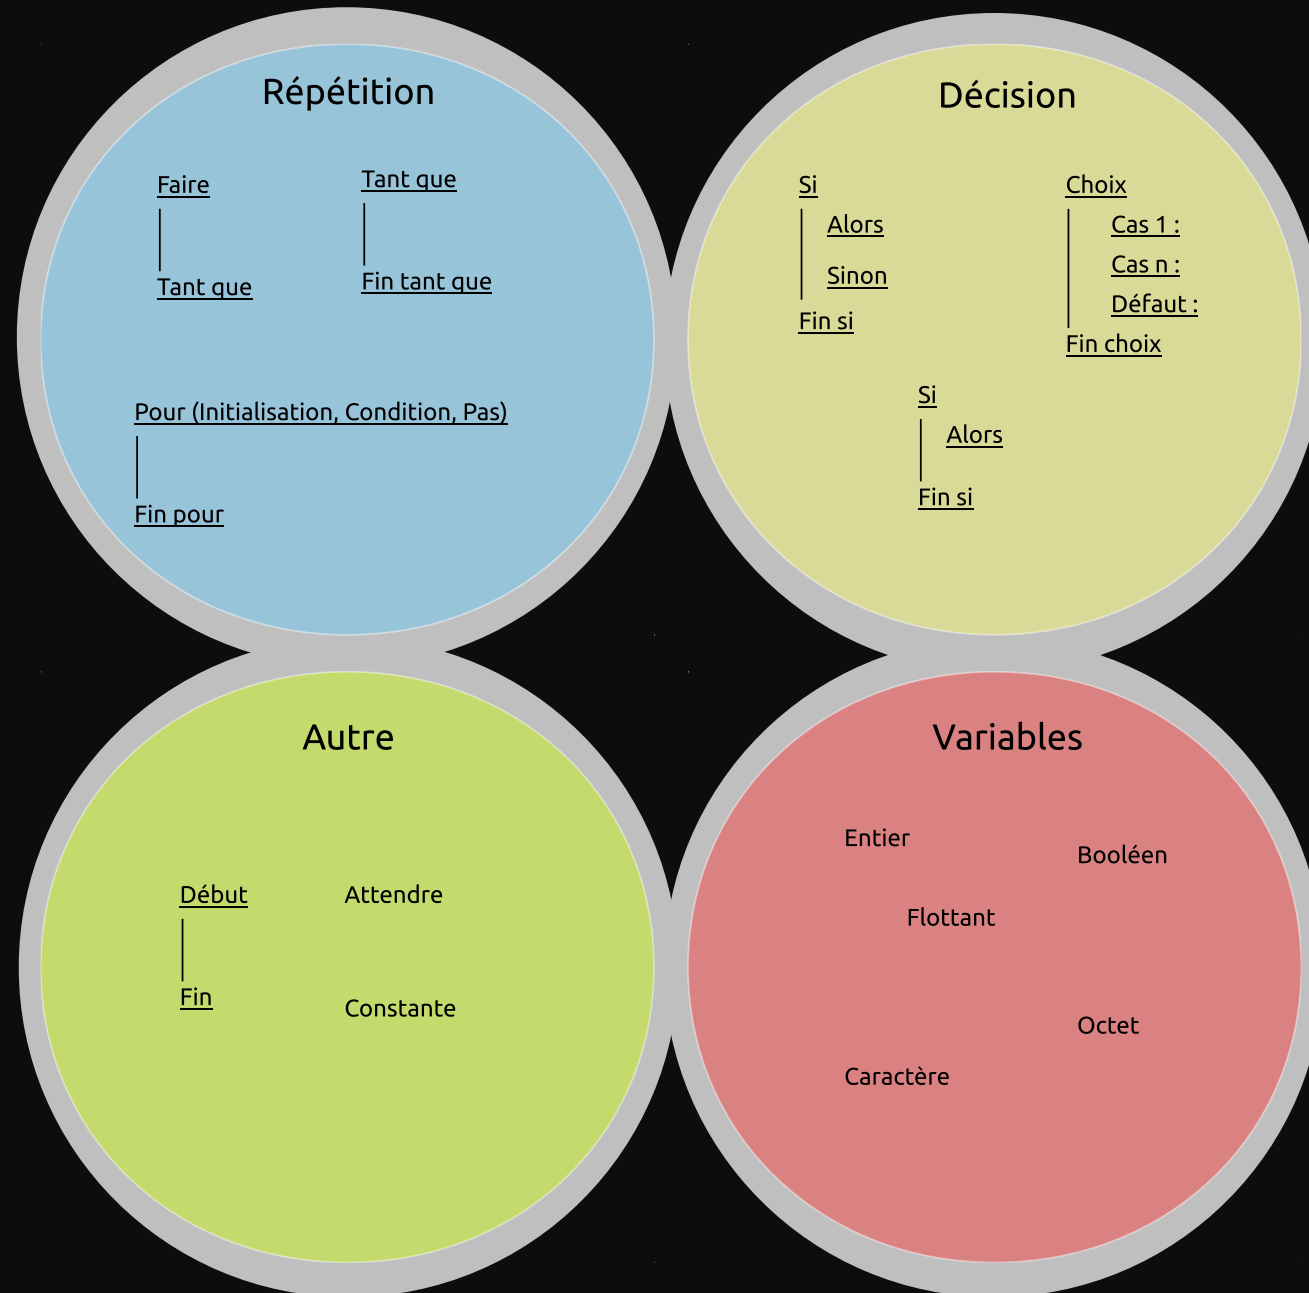 Répétition
Faire
Tant que
Tant que
Fin tant que
Pour (Initialisation, Condition, Pas)
Fin pour
Décision
Si
Alors
Sinon
Fin si
Choix
Cas 1 :
Cas n :
Défaut :
Fin choix
Si
Alors
Fin si
Autre
Début
Fin
Attendre
Constante
Variables
Entier
Booléen
Flottant
Octet
Caractère